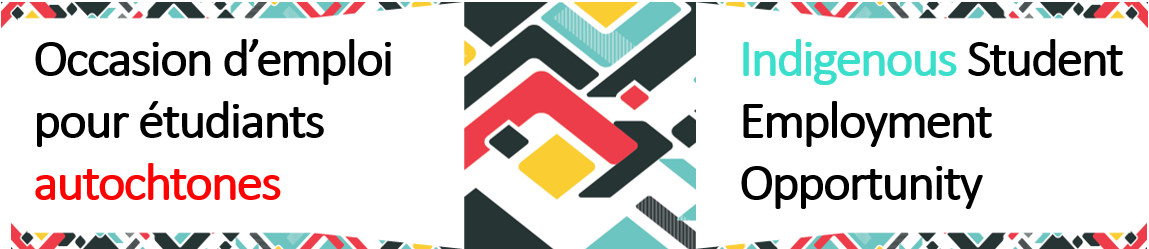 Occasion d’emploi
pour étudiants
autochtones
Indigenous Student
Employment
Opportunity